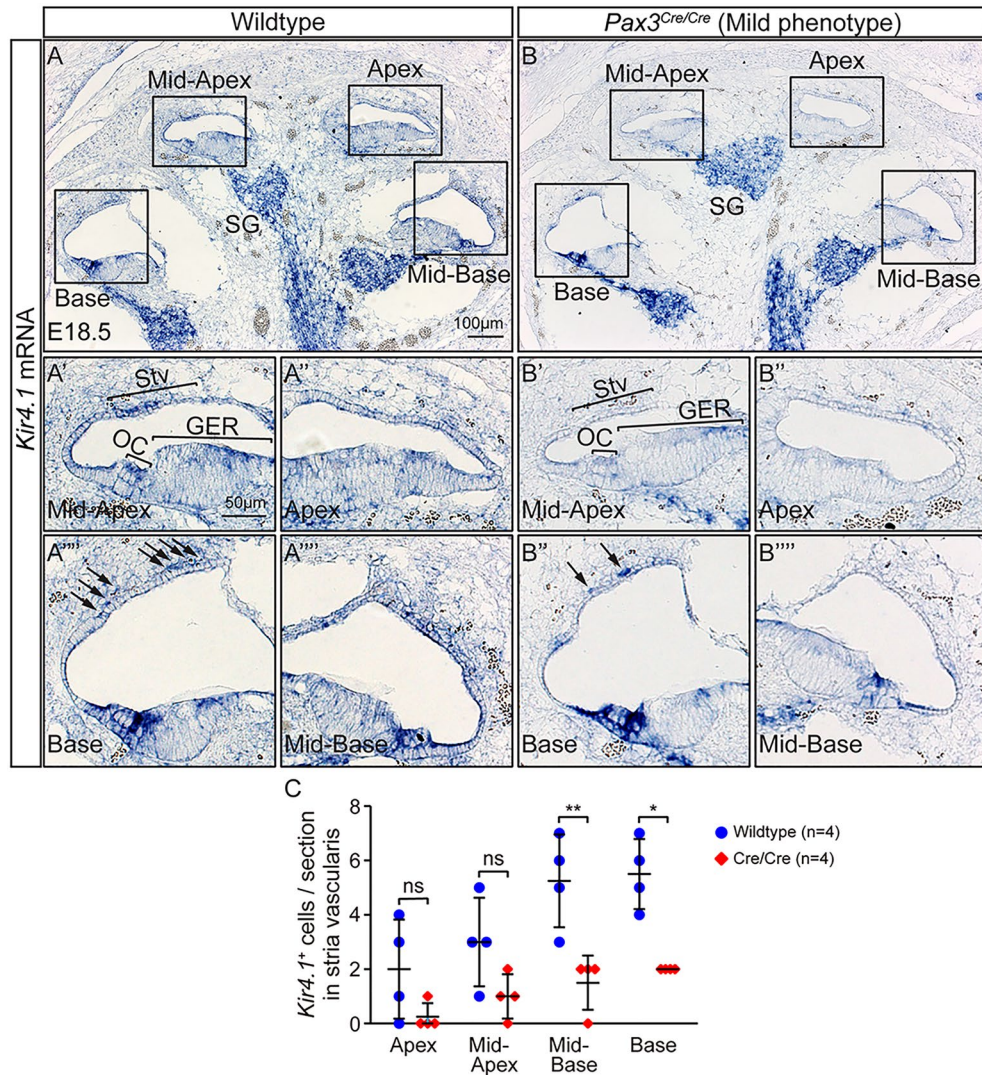 Wildtype
Pax3Cre/Cre (Mild phenotype)
Kir4.1 mRNA
A
Mid-Apex
Apex
SG
Base
Mid-Base
E18.5
100μm
B
Mid-Apex
Apex
SG
Base
Mid-Base
A'
Stv
OC
GER
Mid-Apex
50μm
A''
Apex
B'
Stv
OC
GER
Mid-Apex
B''
Apex
A''''
Base
A''''
Mid-Base
B''
Base
B''''
Mid-Base
C
Kir4.1+ cells / section
in stria vascularis
8
6
4
2
0
ns
ns
**
*
Apex
Mid-
Apex
Mid-
Base
Base
Wildtype (n=4)
Cre/Cre (n=4)